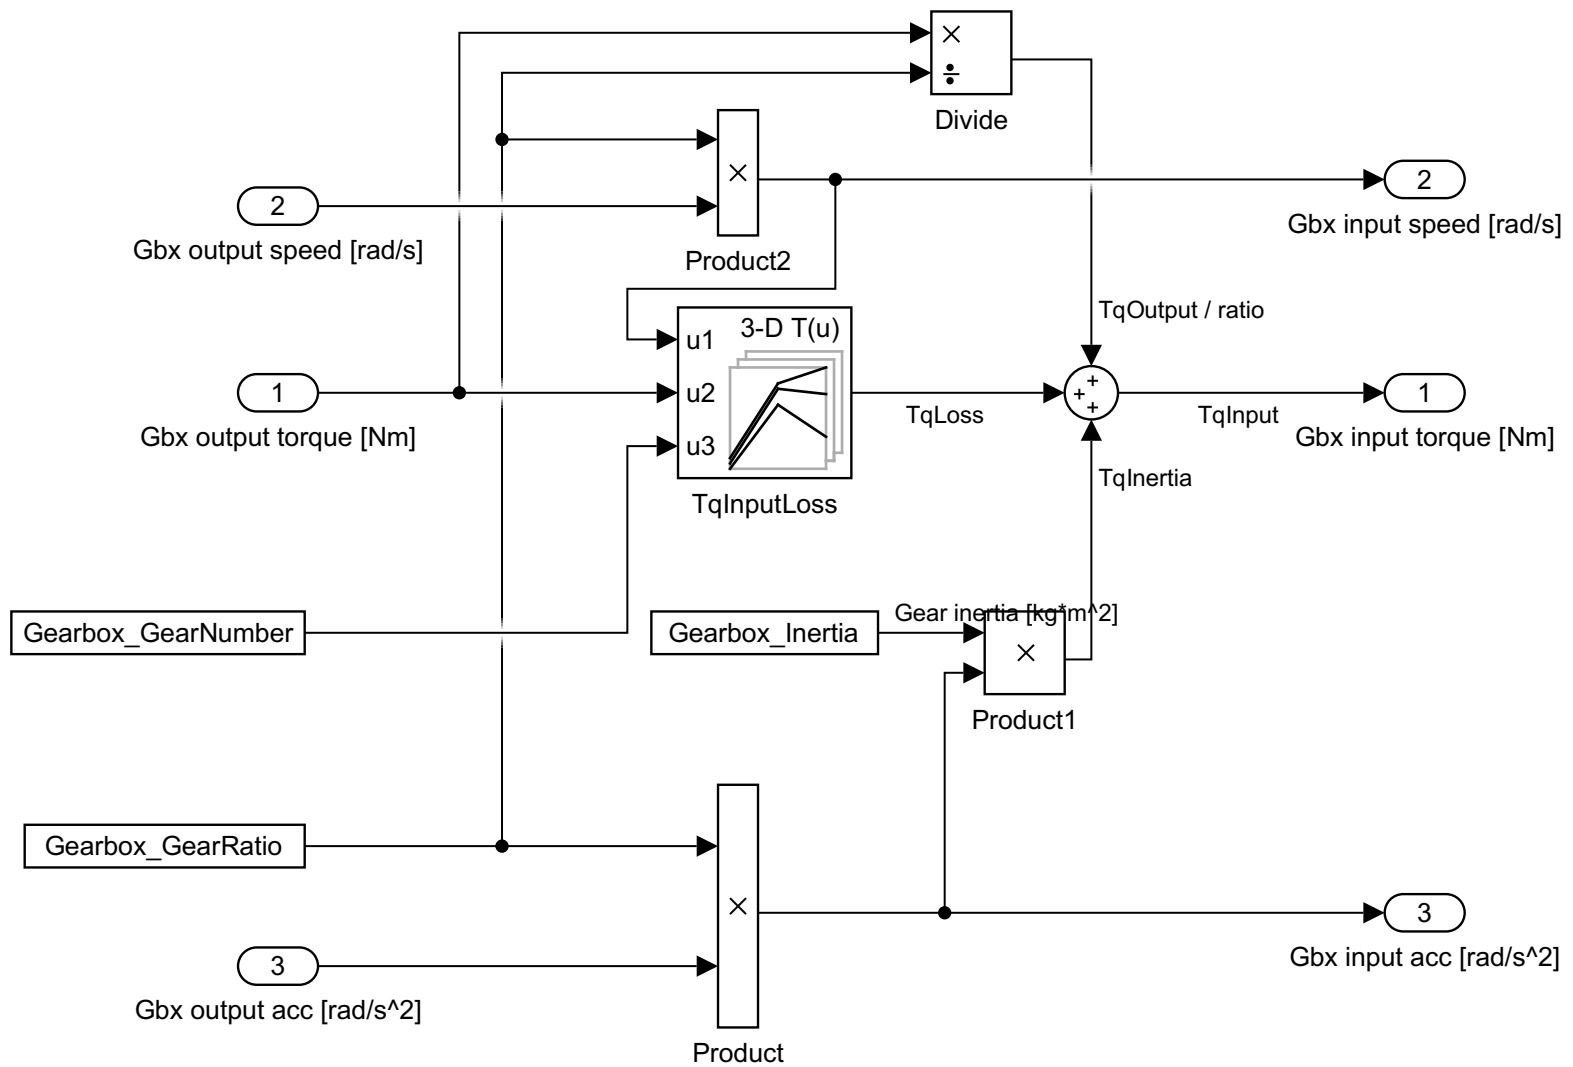 ×
÷
Divide
×
Product2
2
Gbx output speed [rad/s]
2
Gbx input speed [rad/s]
TqOutput / ratio
3-D T(u)
u1
u2
u3
TqInputLoss
1
Gbx output torque [Nm]
TqLoss
+
+
+
TqInput
1
Gbx input torque [Nm]
TqInertia
Gearbox_GearNumber
Gearbox_Inertia
Gear inertia [kg*m^2]
×
Product1
Gearbox_GearRatio
×
Product
3
Gbx output acc [rad/s^2]
3
Gbx input acc [rad/s^2]